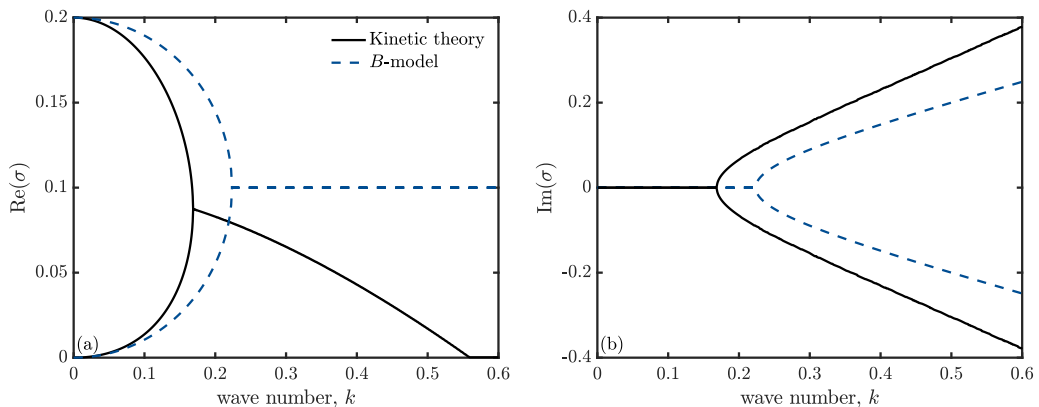 0.2
0.15
0.1
0.05
0
Re(σ)
Kinetic theory
B-model
(a)
0 0.1 0.2 0.3 0.4 0.5 0.6
wave number, k
0.4
0.2
0
-0.2
-0.4
Im(σ)
(b)
0 0.1 0.2 0.3 0.4 0.5 0.6
wave number, k